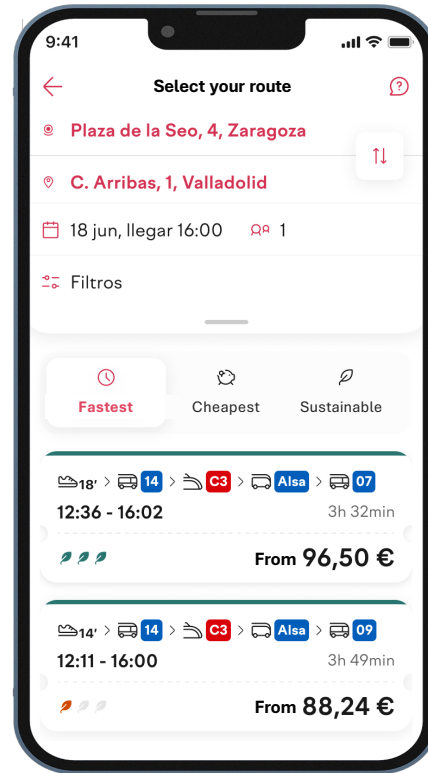 9:41
Select your route
Plaza de la Seo, 4, Zaragoza
C. Arribas, 1, Valladolid
18 jun, llegar 16:00 1
Filtros
Fastest Cheapest Sustainable
18' > 14 > C3 > Alsa > 07
12:36 - 16:02 3h 32min
From 96,50 €
14' > 14 > C3 > Alsa > 09
12:11 - 16:00 3h 49min
From 88,24 €